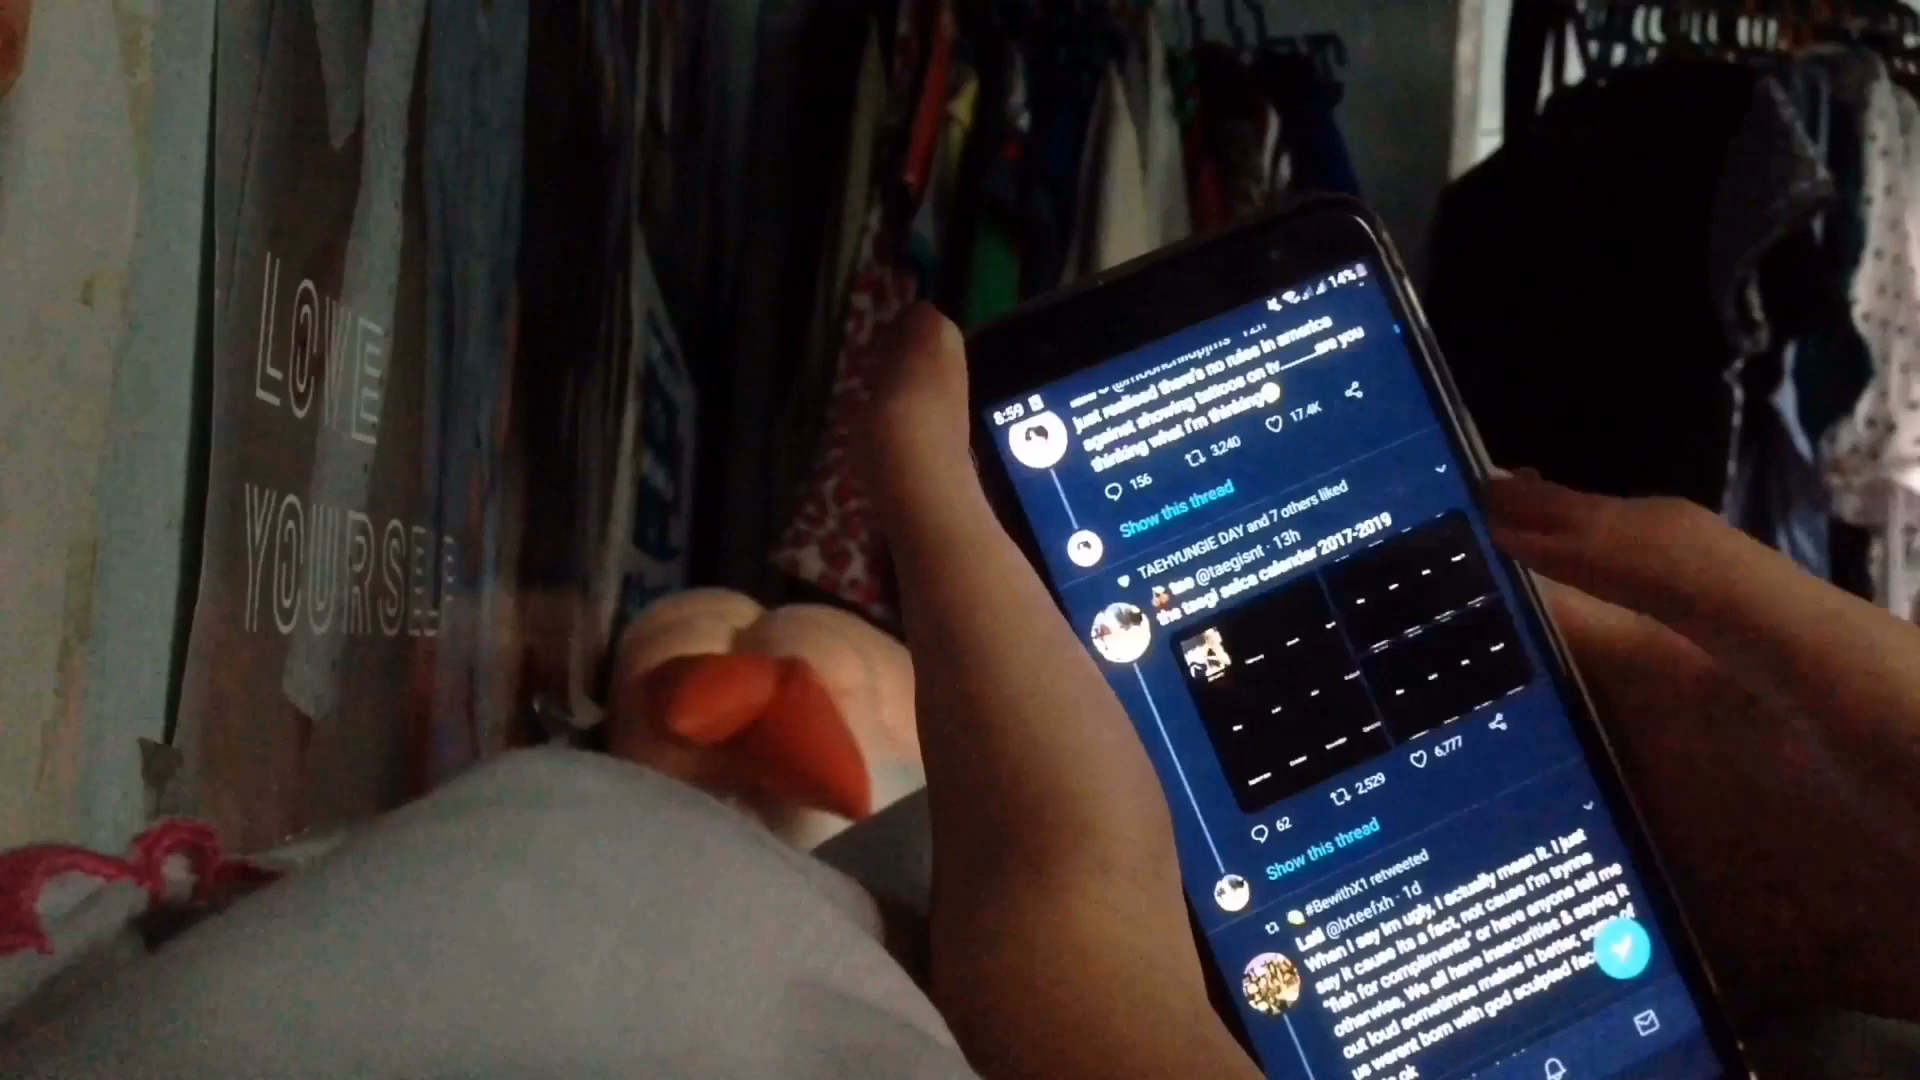 LOVE
YOURSELF
8:59
14%
just realised there's no rules in america
against showing tattoos on tv..........are you
thinking what I'm thinking
156 3,240 17.4K
Show this thread
TAEHYUNGIE DAY and 7 others liked
tae @taegisnt · 13h
the taegi selca calender 2017-2019
62 2,529 6,777
Show this thread
#BewithX1 retweeted
@lxteefxh · 1d
When I say Im ugly, I actually mean it. I just
say it cause its a fact, not cause I'm trynna
"fish for compliments" or have anyone tell me
otherwise, We all have insecurities & saying it
out loud sometimes makes it better, some of
us werent born with god sculpted
ok